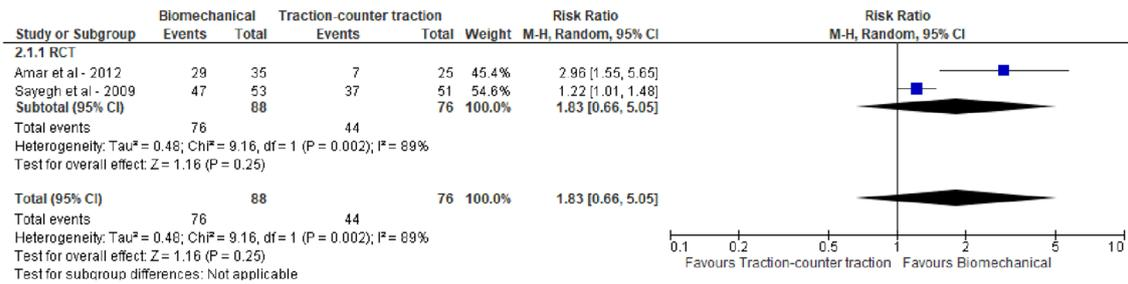 Biomechanical Traction-counter traction Risk Ratio Risk Ratio
Study or Subgroup Events Total Events Total Weight M-H, Random, 95% CI M-H, Random, 95% CI
2.1.1 RCT
Amar et al - 2012 29 35 7 25 45.4% 2.96 [1.55, 5.65]
Sayegh et al - 2009 47 53 37 51 54.6% 1.22 [1.01, 1.48]
Subtotal (95% CI) 88 76 100.0% 1.83 [0.66, 5.05]
Total events 76 44
Heterogeneity: Tau² = 0.48; Chi² = 9.16, df = 1 (P = 0.002); I² = 89%
Test for overall effect: Z = 1.16 (P = 0.25)
Total (95% CI) 88 76 100.0% 1.83 [0.66, 5.05]
Total events 76 44
Heterogeneity: Tau² = 0.48; Chi² = 9.16, df = 1 (P = 0.002); I² = 89%
Test for overall effect: Z = 1.16 (P = 0.25)
Test for subgroup differences: Not applicable
0.1 0.2 0.5 1 2 5 10
Favours Traction-counter traction Favours Biomechanical